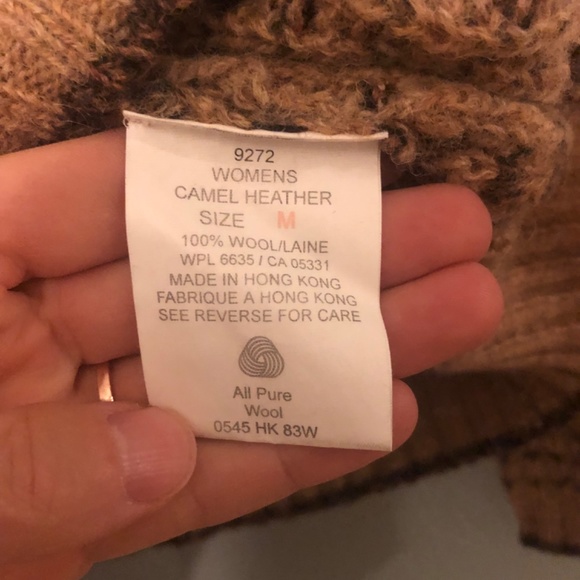 9272
WOMENS
CAMEL HEATHER
SIZE M
100% WOOL/LAINE
WPL 6635 / CA 05331
MADE IN HONG KONG
FABRIQUE A HONG KONG
SEE REVERSE FOR CARE
All Pure
Wool
0545 HK 83W